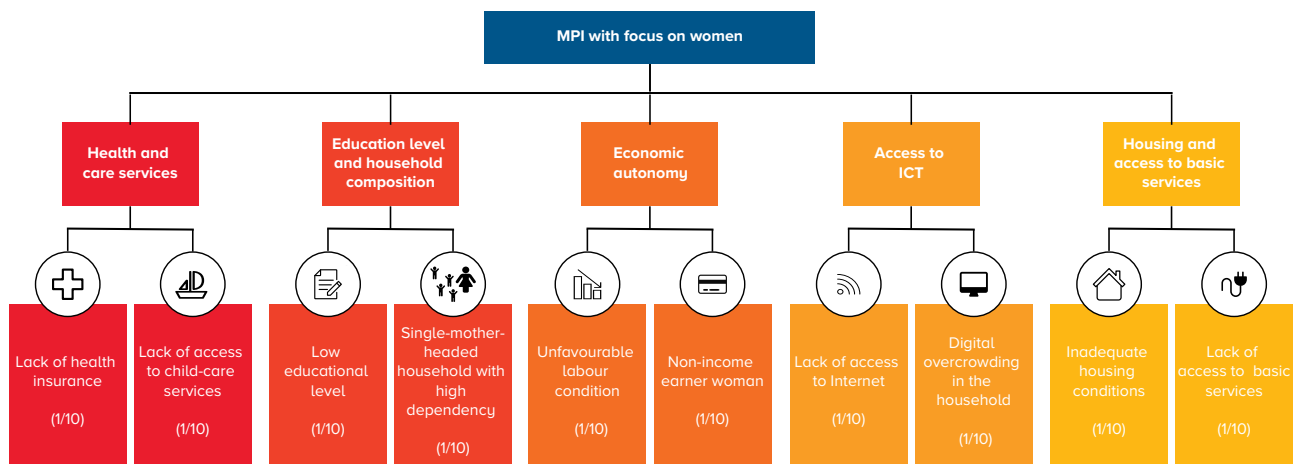 MPI with focus on women
Health and
care services
Education level
and household
composition
Economic
autonomy
Access to
ICT
Housing and
access to basic
services
Lack of health
insurance
(1/10)
Lack of access
to child-care
services
(1/10)
Low
educational
level
(1/10)
Single-mother-
headed
household with
high
dependency
(1/10)
Unfavourable
labour
condition
(1/10)
Non-income
earner woman
(1/10)
Lack of access
to Internet
(1/10)
Digital
overcrowding
in the
household
(1/10)
Inadequate
housing
conditions
(1/10)
Lack of
access to basic
services
(1/10)